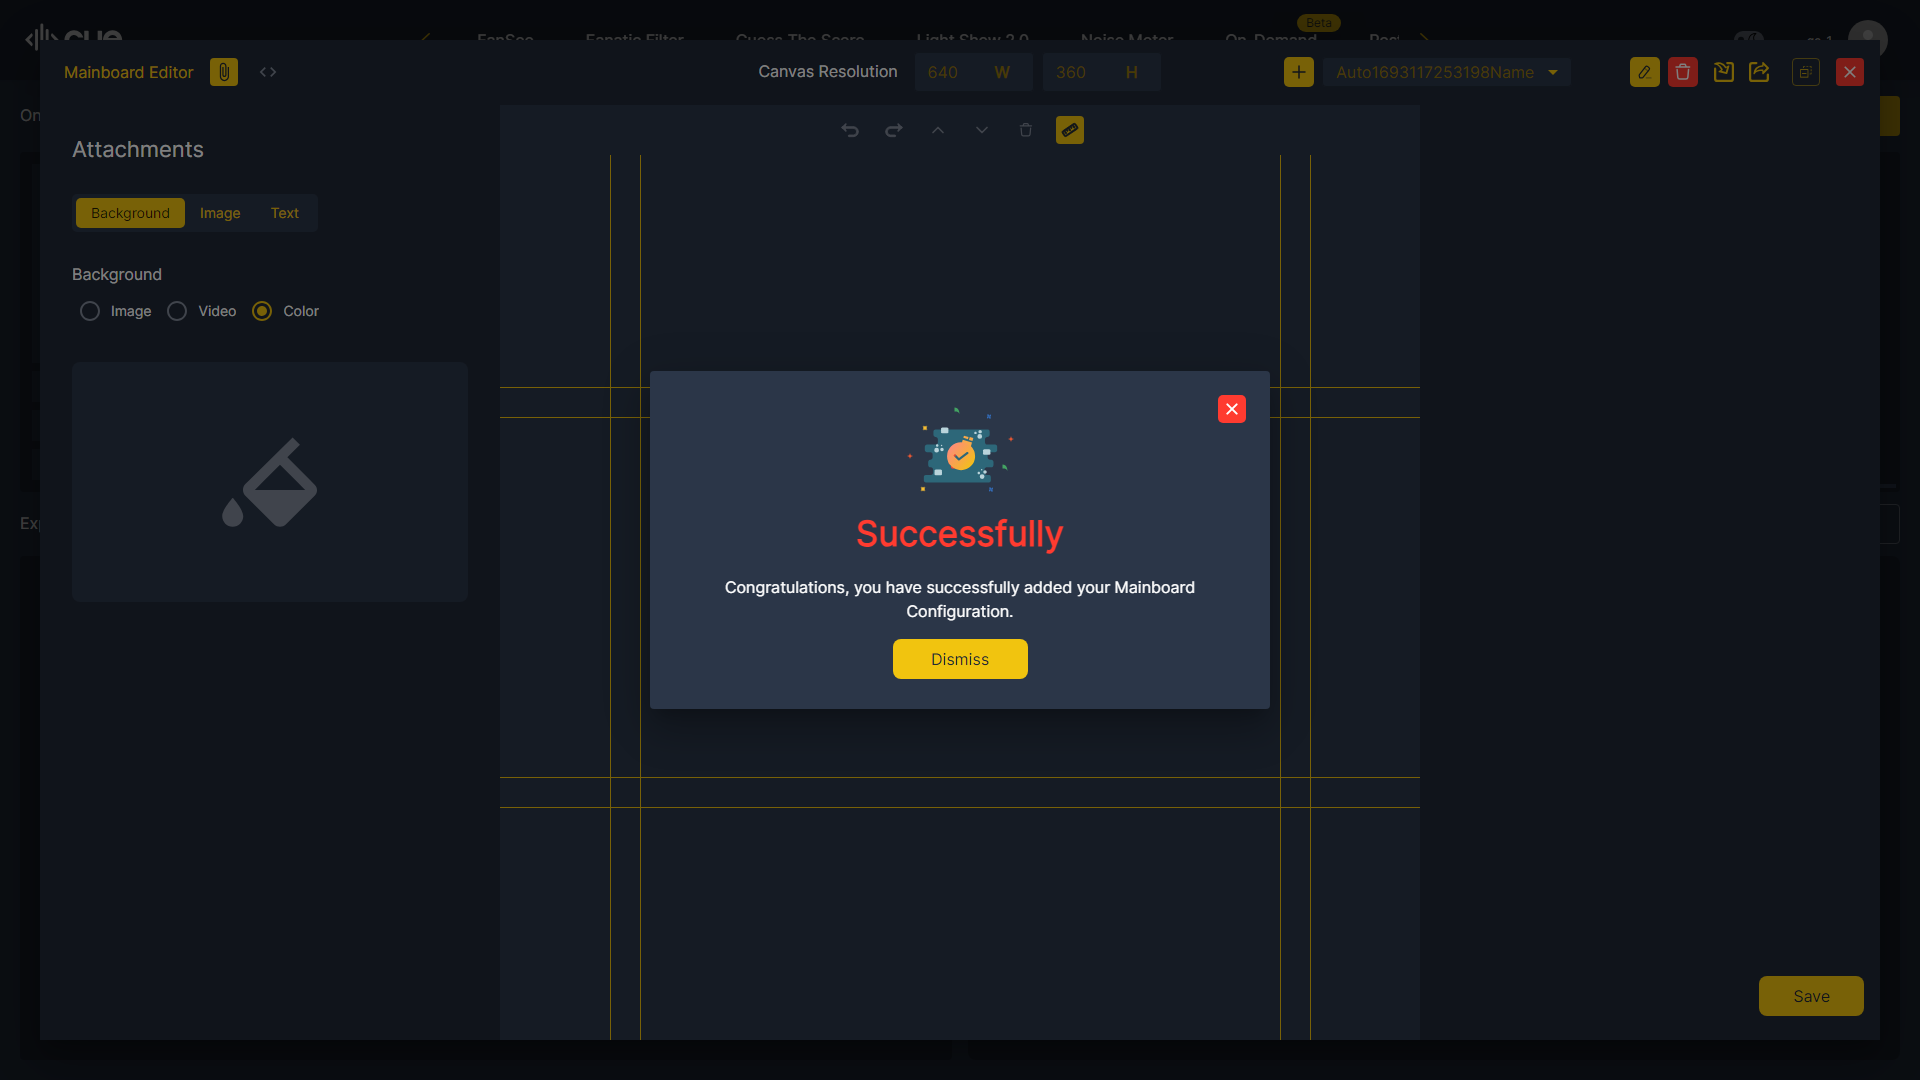 Beta
Mainboard Editor
Canvas Resolution
640 W
360 H
Auto1693117253198Name
Attachments
Background
Image
Text
Background
Image
Video
Color
Successfully
Congratulations, you have successfully added your Mainboard
Configuration.
Dismiss
Save